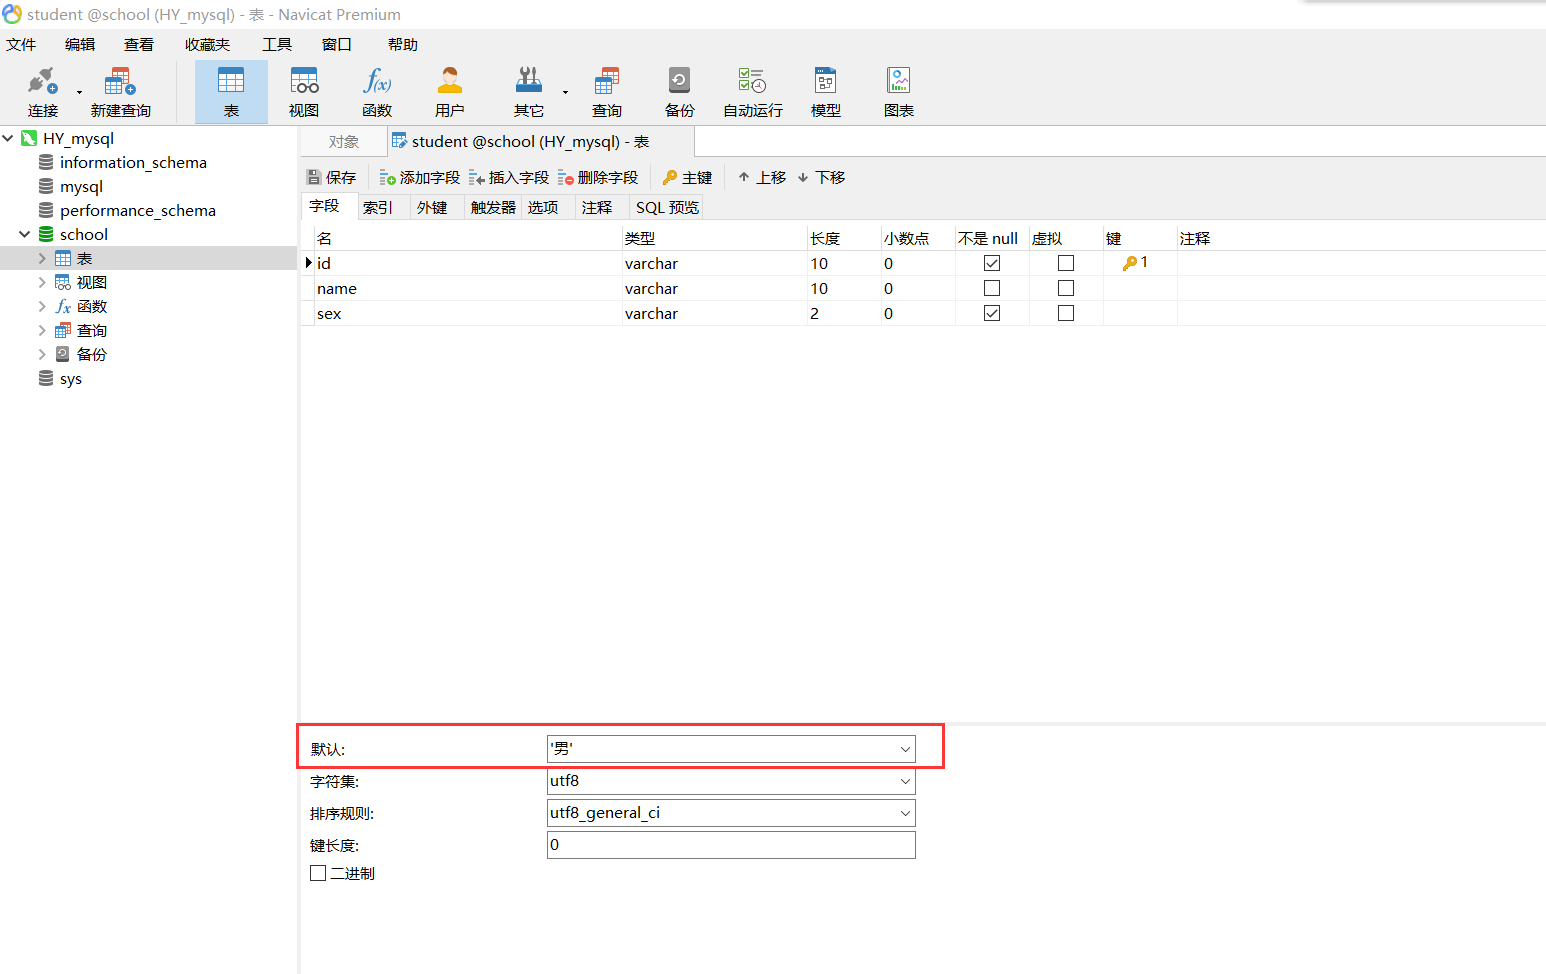 student @school (HY_mysql) - 表 - Navicat Premium
文件 编辑 查看 收藏夹 工具 窗口 帮助
连接 新建查询 表 视图 函数 用户 其它 查询 备份 自动运行 模型 图表
HY_mysql
information_schema
mysql
performance_schema
school
表
视图
函数
查询
备份
sys
对象 student @school (HY_mysql) - 表
保存 添加字段 插入字段 删除字段 主键 上移 下移
字段 索引 外键 触发器 选项 注释 SQL 预览
名 类型 长度 小数点 不是 null 虚拟 键 注释
id varchar 10 0 1
name varchar 10 0
sex varchar 2 0
默认: '男'
字符集: utf8
排序规则: utf8_general_ci
键长度: 0
二进制